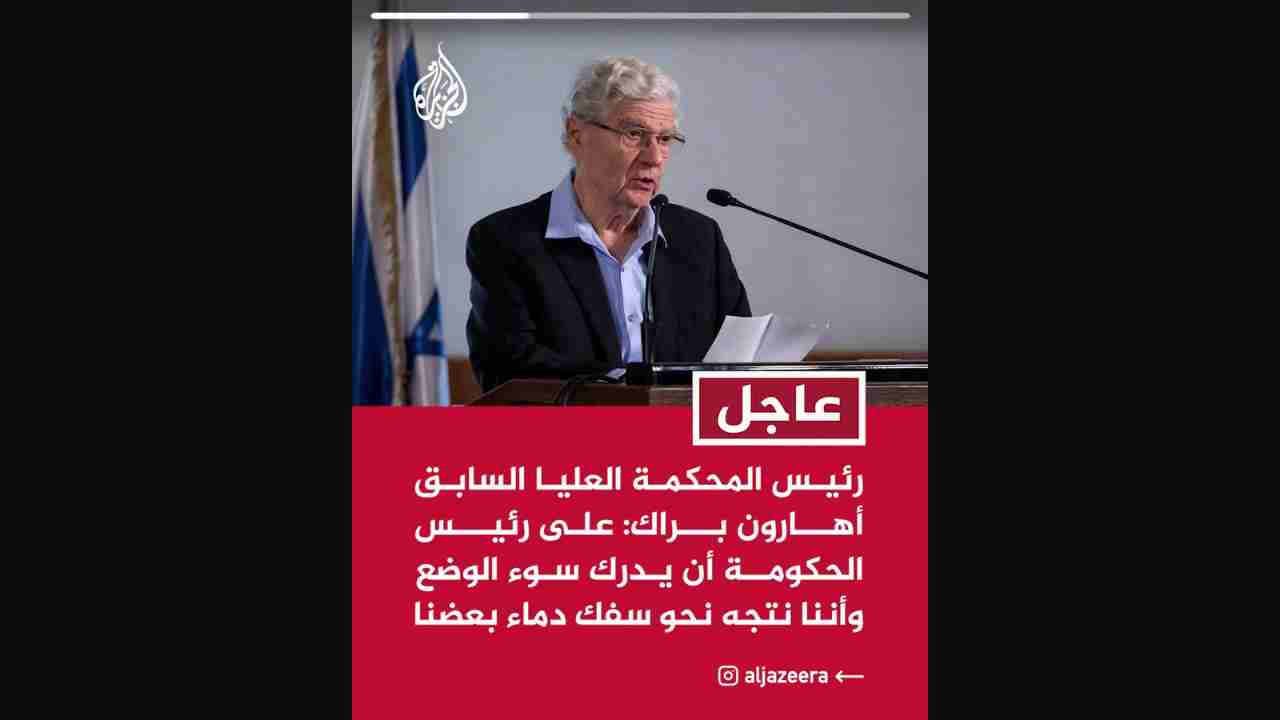 الجزيرة
عاجل
رئيس المحكمة العليا السابق
أهارون براك: على رئيس
الحكومة أن يدرك سوء الوضع
وأننا نتجه نحو سفك دماء بعضنا
aljazeera